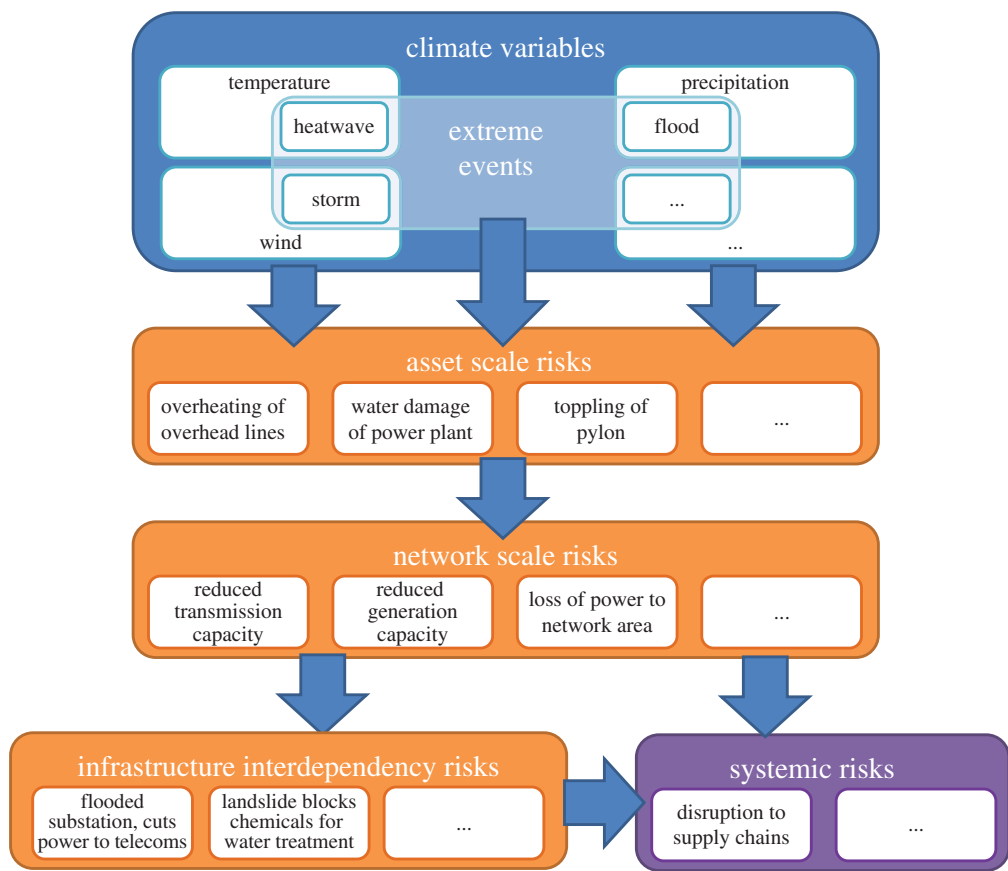 climate variables
temperature
precipitation
heatwave
extreme
events
flood
storm
...
wind
...
asset scale risks
overheating of
overhead lines
water damage
of power plant
toppling of
pylon
...
network scale risks
reduced
transmission
capacity
reduced
generation
capacity
loss of power to
network area
...
infrastructure interdependency risks
flooded
substation, cuts
power to telecoms
landslide blocks
chemicals for
water treatment
...
systemic risks
disruption to
supply chains
...